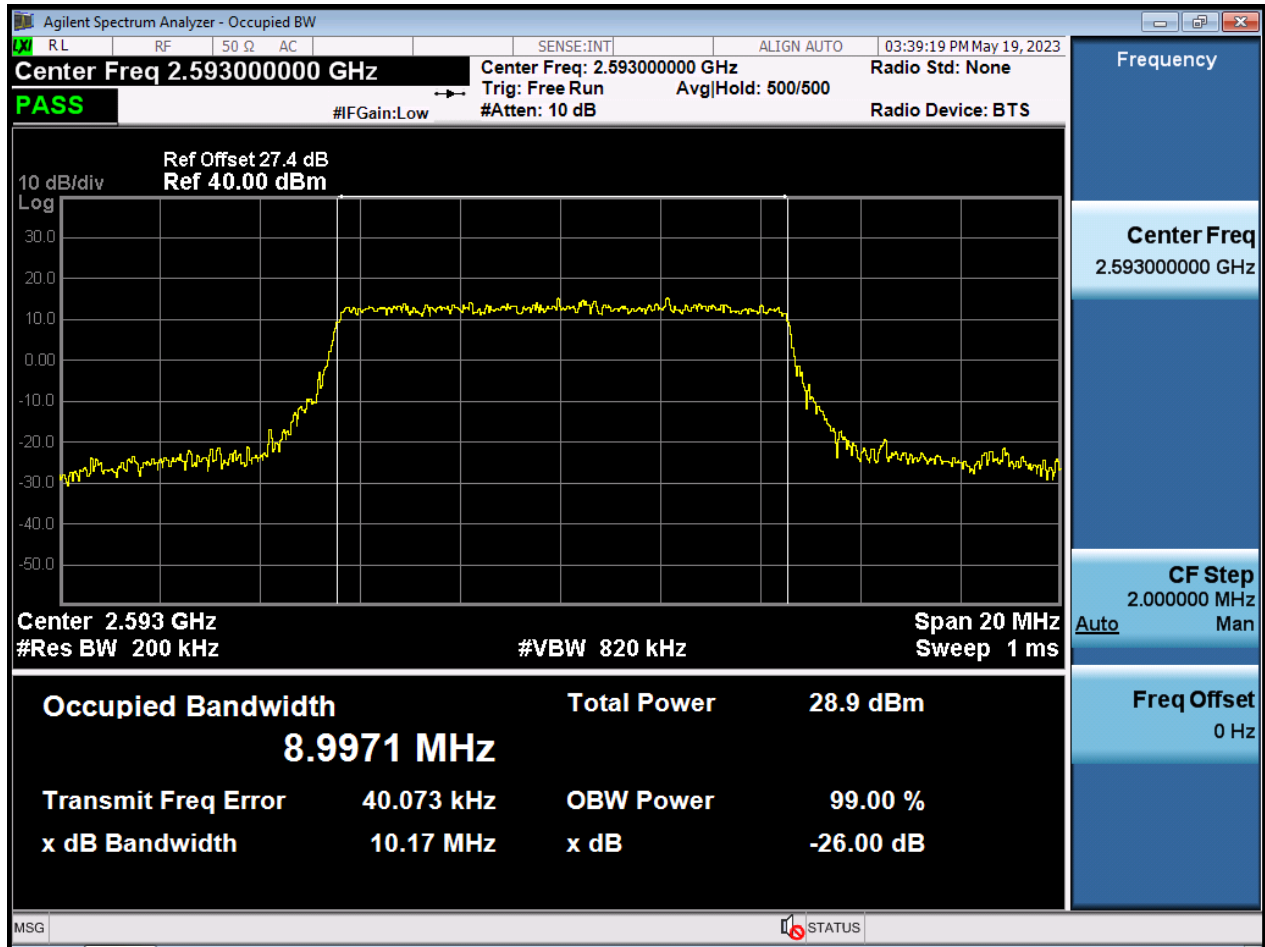 Agilent Spectrum Analyzer - Occupied BW
LXI RL RF 50 Ω AC SENSE:INT ALIGN AUTO 03:39:19 PM May 19, 2023
Center Freq 2.593000000 GHz
PASS
#IFGain:Low
Center Freq: 2.593000000 GHz
Trig: Free Run Avg|Hold: 500/500
#Atten: 10 dB
Radio Std: None
Radio Device: BTS
Ref Offset 27.4 dB
10 dB/div Ref 40.00 dBm
Log
30.0
20.0
10.0
0.00
-10.0
-20.0
-30.0
-40.0
-50.0
Center 2.593 GHz Span 20 MHz
#Res BW 200 kHz #VBW 820 kHz Sweep 1 ms
Occupied Bandwidth Total Power 28.9 dBm
8.9971 MHz
Transmit Freq Error 40.073 kHz OBW Power 99.00 %
x dB Bandwidth 10.17 MHz x dB -26.00 dB
Frequency
Center Freq
2.593000000 GHz
CF Step
2.000000 MHz
Auto Man
Freq Offset
0 Hz
MSG STATUS